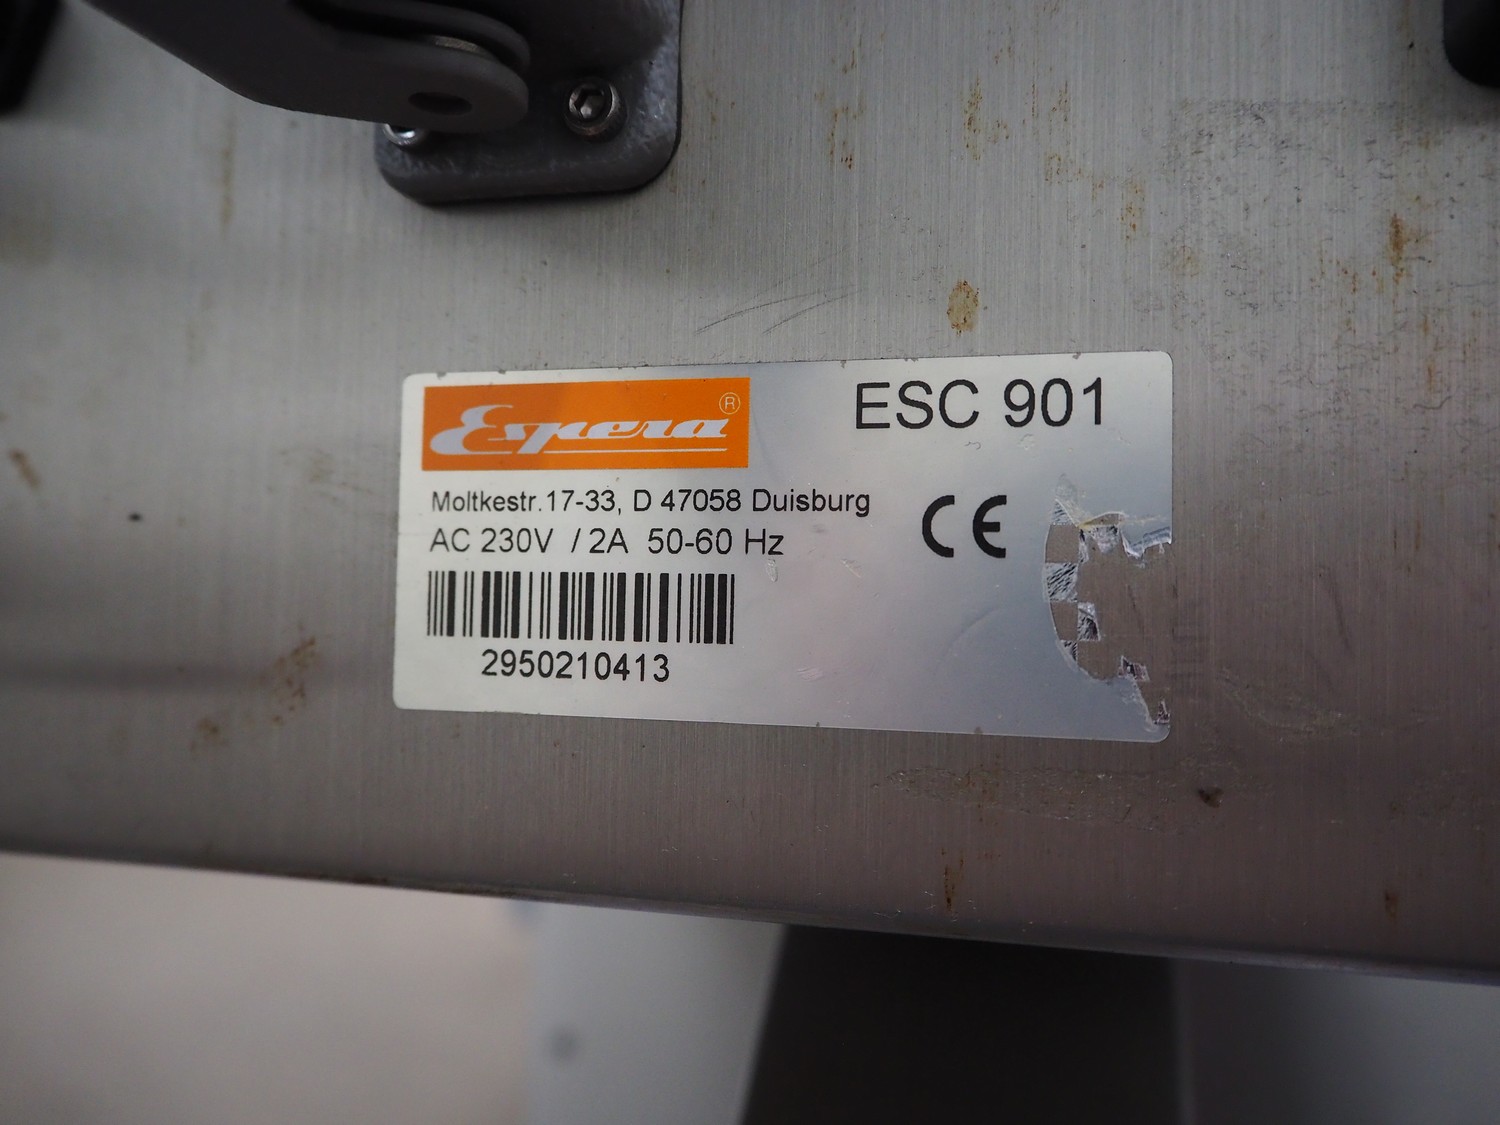 Espera® ESC 901
Moltkestr. 17-33, D 47058 Duisburg
AC 230V / 2A 50-60 Hz CE
2950210413